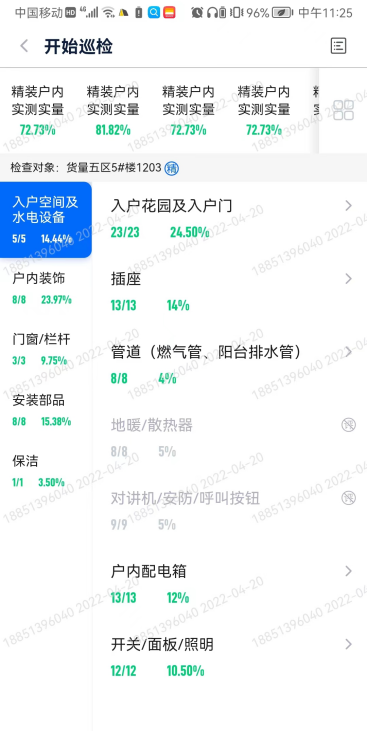 中国移动 HD 4G 96% 中午11:25
开始巡检
精装户内 精装户内 精装户内 精装户内
实测实量 实测实量 实测实量 实测实量
72.73% 81.82% 72.73% 72.73%
检查对象：货量五区5#楼1203 精
入户空间及
水电设备
5/5 14.44%
户内装饰
8/8 23.97%
门窗/栏杆
3/3 9.75%
安装部品
8/8 15.38%
保洁
1/1 3.50%
入户花园及入户门
23/23 24.50%
插座
13/13 14%
管道（燃气管、阳台排水管）
8/8 4%
地暖/散热器
8/8 5%
对讲机/安防/呼叫按钮
9/9 5%
户内配电箱
13/13 12%
开关/面板/照明
12/12 10.50%
18851396040 2022-04-20